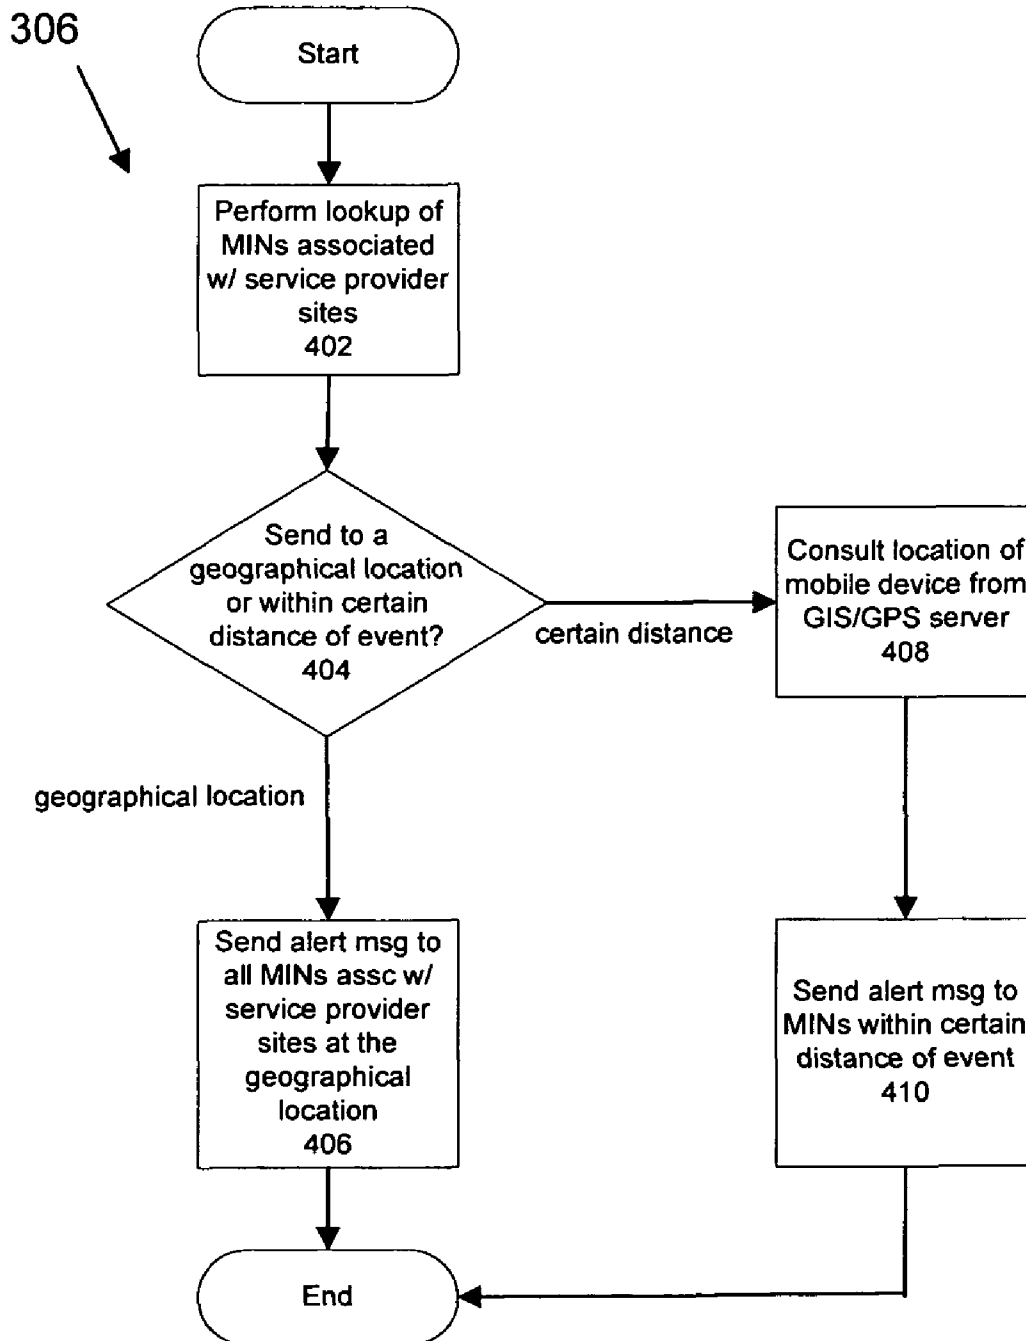 306
Start
Perform lookup of
MINs associated
w/ service provider
sites
402
Send to a
geographical location
or within certain
distance of event?
404
certain distance
Consult location of
mobile device from
GIS/GPS server
408
geographical location
Send alert msg to
all MINs assc w/
service provider
sites at the
geographical
location
406
Send alert msg to
MINs within certain
distance of event
410
End